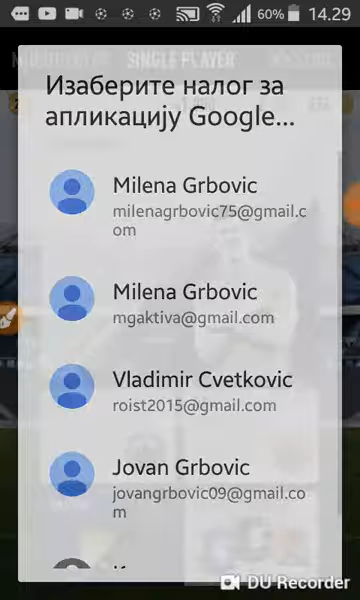 60% 14.29
SINGLE PLAYER
Изаберите налог за
апликацију Google...
Milena Grbovic
milenagrbovic75@gmail.c
om
Milena Grbovic
mgaktiva@gmail.com
Vladimir Cvetkovic
roist2015@gmail.com
Jovan Grbovic
jovangrbovic09@gmail.co
m
DU Recorder